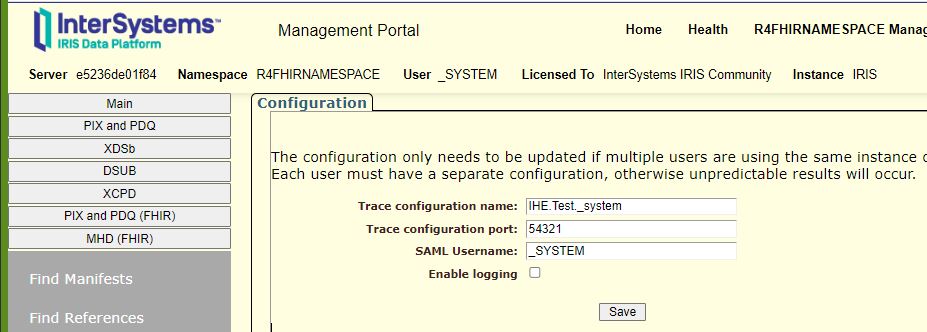 InterSystems™
IRIS Data Platform
Management Portal
Home Health R4FHIRNAMESPACE Manag
Server e5236de01f84 Namespace R4FHIRNAMESPACE User _SYSTEM Licensed To InterSystems IRIS Community Instance IRIS
Main
PIX and PDQ
XDSb
DSUB
XCPD
PIX and PDQ (FHIR)
MHD (FHIR)
Find Manifests
Find References
Configuration
The configuration only needs to be updated if multiple users are using the same instance o
Each user must have a separate configuration, otherwise unpredictable results will occur.
Trace configuration name: IHE.Test._system
Trace configuration port: 54321
SAML Username: _SYSTEM
Enable logging
Save